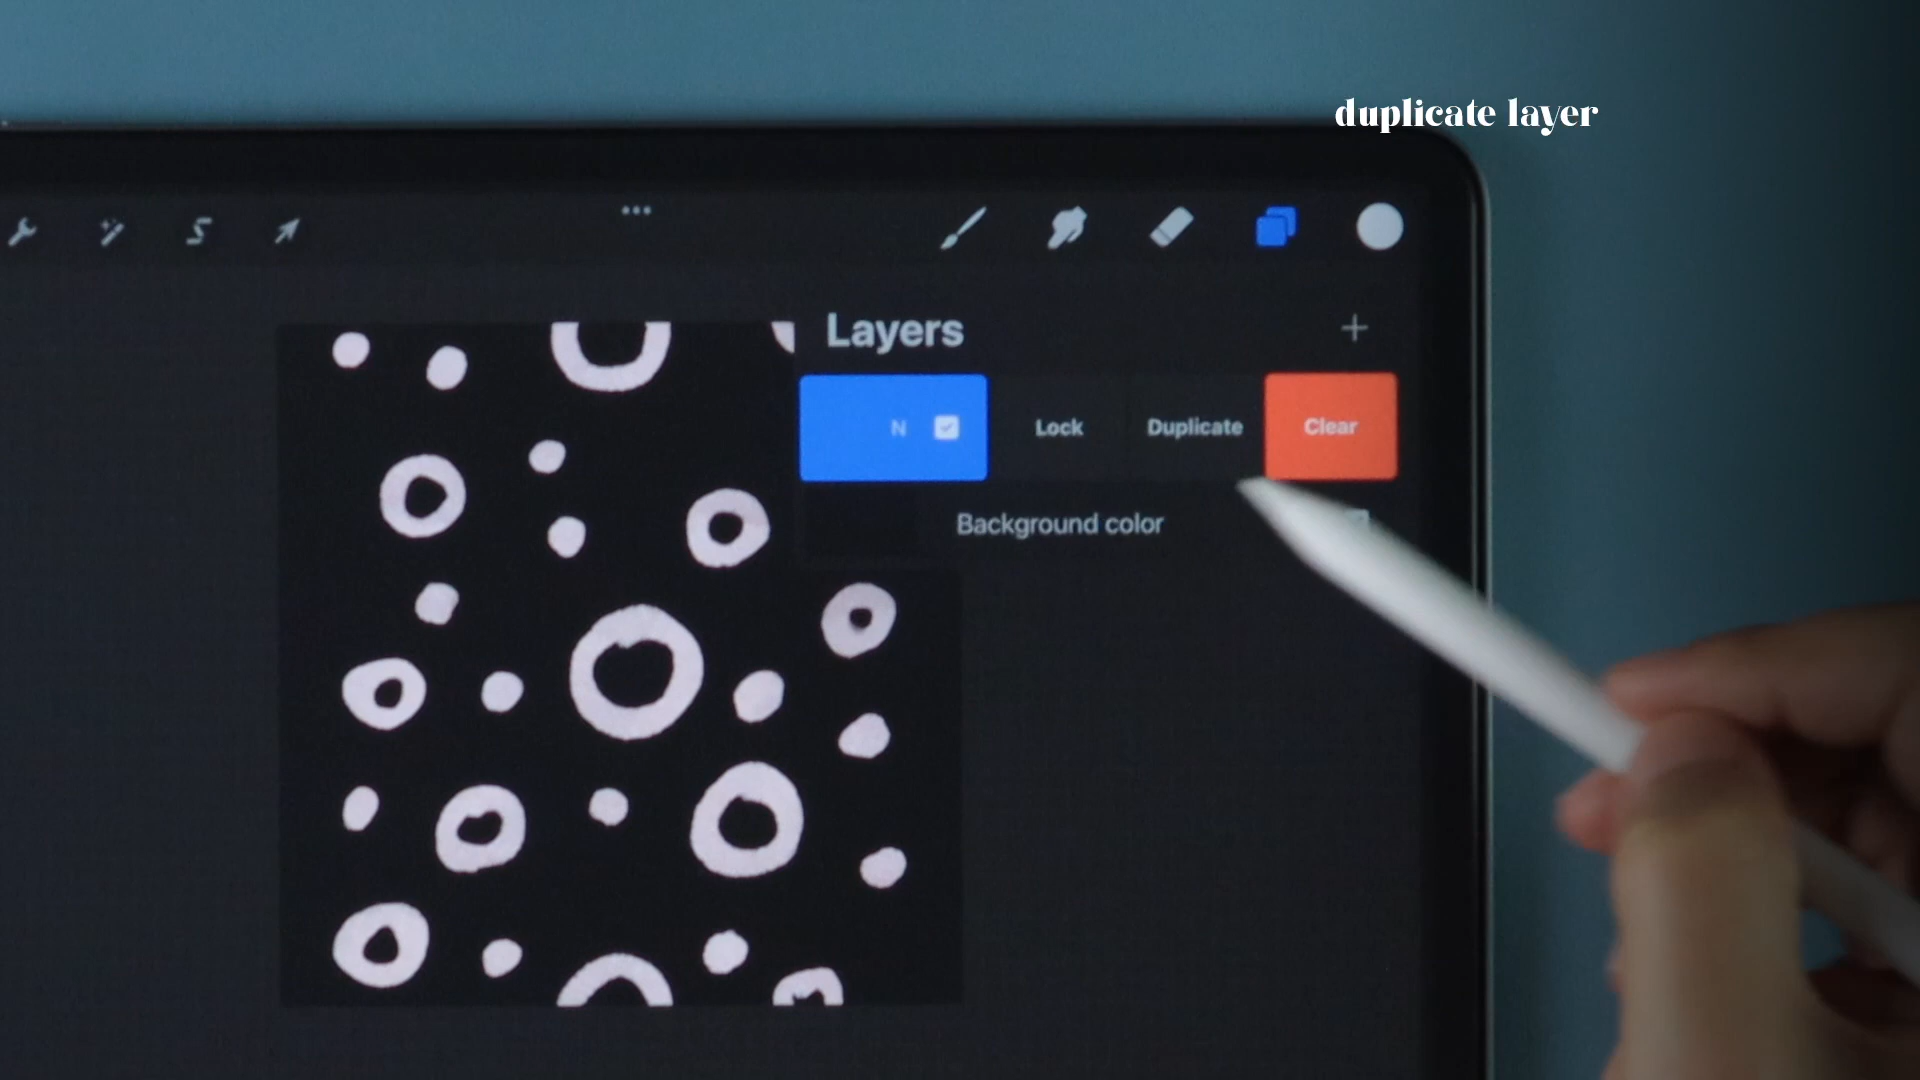 duplicate layer
Layers
N
Lock
Duplicate
Clear
Background color